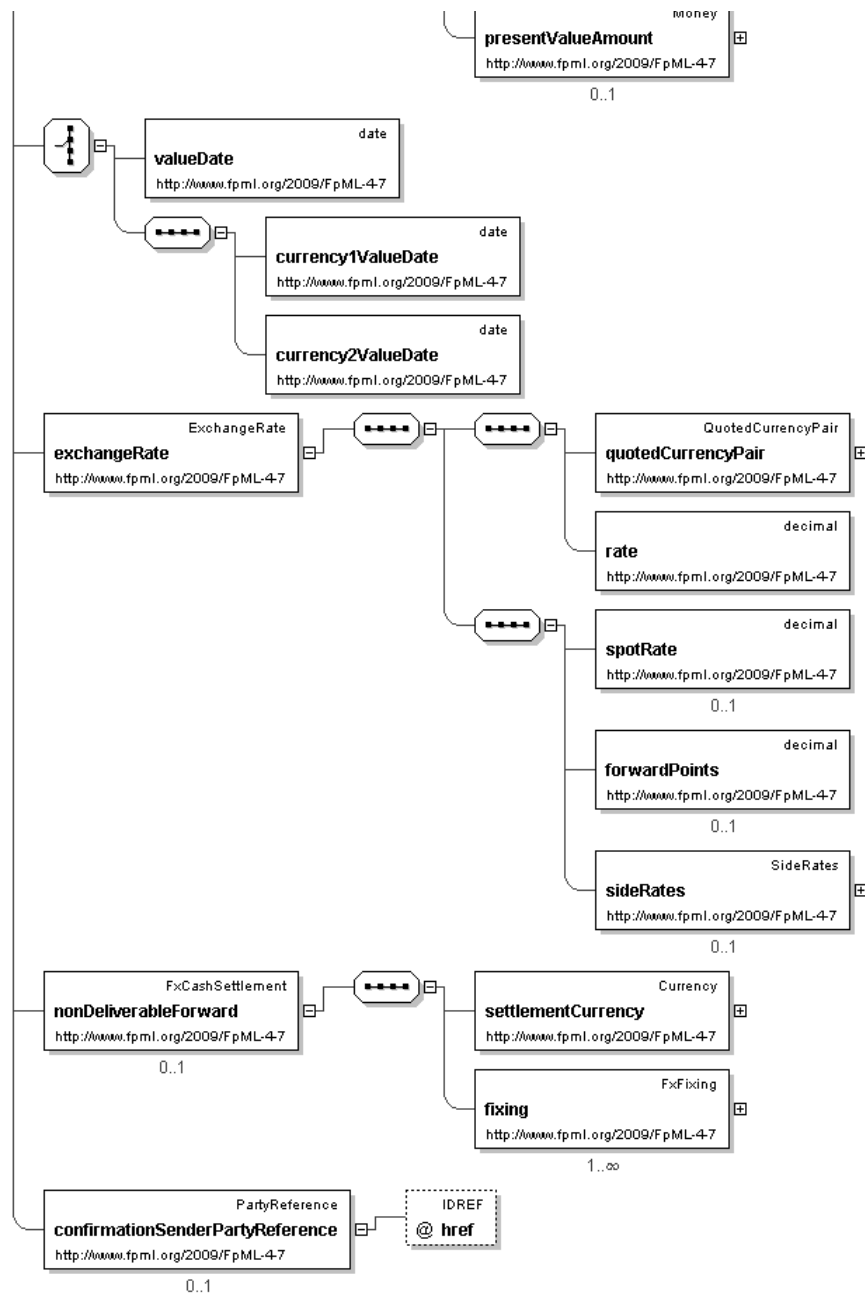 Money
presentValueAmount
http://www.fpml.org/2009/FpML-4-7
0..1
date
valueDate
http://www.fpml.org/2009/FpML-4-7
date
currency1ValueDate
http://www.fpml.org/2009/FpML-4-7
date
currency2ValueDate
http://www.fpml.org/2009/FpML-4-7
ExchangeRate
exchangeRate
http://www.fpml.org/2009/FpML-4-7
QuotedCurrencyPair
quotedCurrencyPair
http://www.fpml.org/2009/FpML-4-7
decimal
rate
http://www.fpml.org/2009/FpML-4-7
decimal
spotRate
http://www.fpml.org/2009/FpML-4-7
0..1
decimal
forwardPoints
http://www.fpml.org/2009/FpML-4-7
0..1
SideRates
sideRates
http://www.fpml.org/2009/FpML-4-7
0..1
FxCashSettlement
nonDeliverableForward
http://www.fpml.org/2009/FpML-4-7
0..1
Currency
settlementCurrency
http://www.fpml.org/2009/FpML-4-7
FxFixing
fixing
http://www.fpml.org/2009/FpML-4-7
1..∞
PartyReference
confirmationSenderPartyReference
http://www.fpml.org/2009/FpML-4-7
0..1
IDREF
@ href